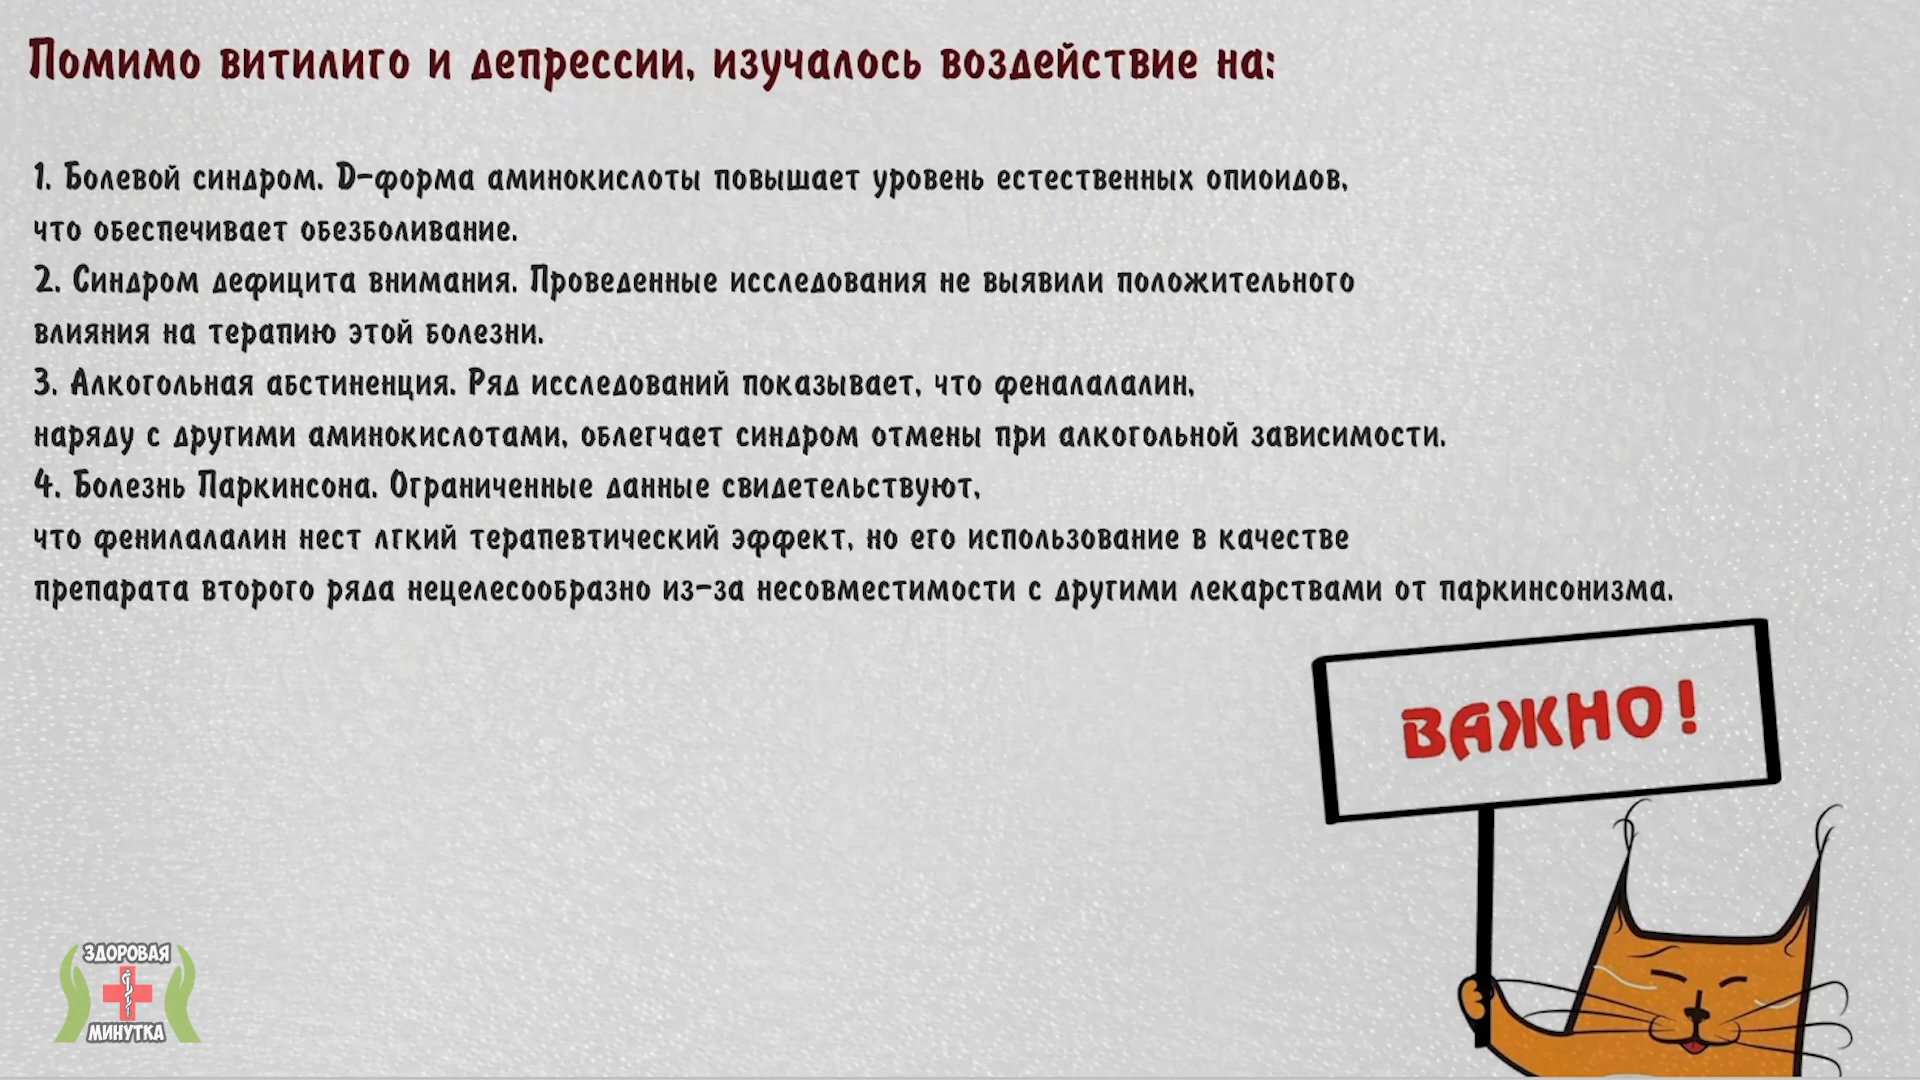 Помимо витилиго и депрессии, изучалось воздействие на:
1. Болевой синдром. D-форма аминокислоты повышает уровень естественных опиоидов,
что обеспечивает обезболивание.
2. Синдром дефицита внимания. Проведенные исследования не выявили положительного
влияния на терапию этой болезни.
3. Алкогольная абстиненция. Ряд исследований показывает, что феналалалин,
наряду с другими аминокислотами, облегчает синдром отмены при алкогольной зависимости.
4. Болезнь Паркинсона. Ограниченные данные свидетельствуют,
что фенилалалин нест лгкий терапевтический эффект, но его использование в качестве
препарата второго ряда нецелесообразно из-за несовместимости с другими лекарствами от паркинсонизма.
ВАЖНО!
ЗДОРОВАЯ
МИНУТКА